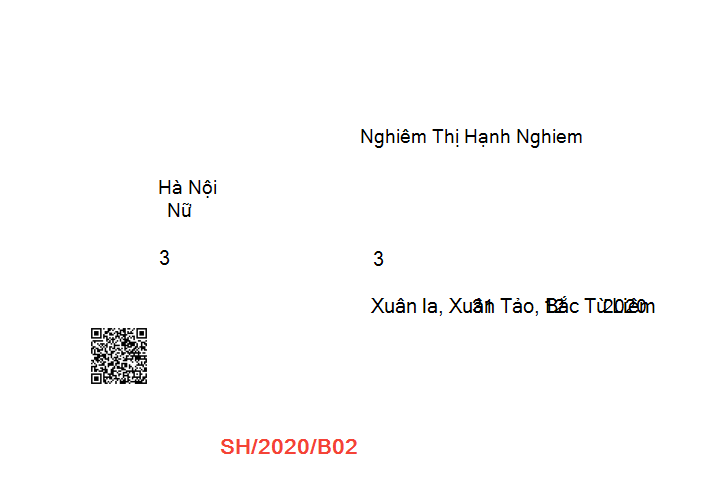 Nghiêm Thị Hạnh Nghiem
Hà Nội
Nữ
3 3
Xuân la, Xuân Tảo, Bắc Từ Liêm
31 12 2020
SH/2020/B02